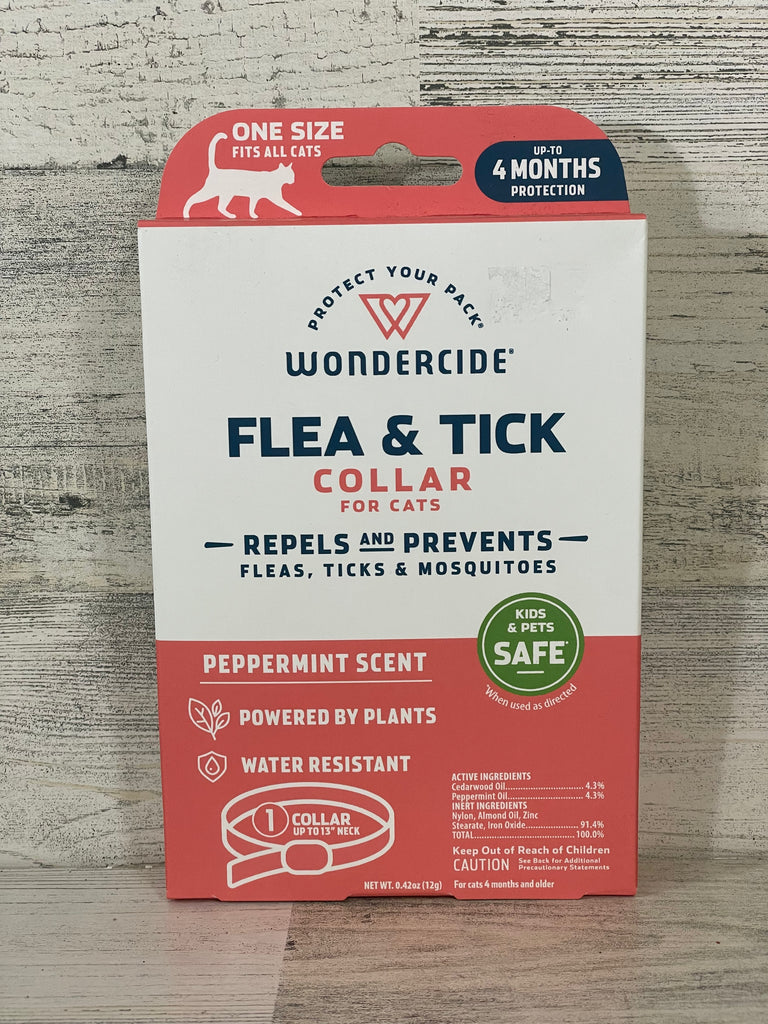 ONE SIZE
FITS ALL CATS
UP-TO
4 MONTHS
PROTECTION
PROTECT YOUR PACK®
WONDERCIDE®
FLEA & TICK
COLLAR
FOR CATS
REPELS AND PREVENTS
FLEAS, TICKS & MOSQUITOES
KIDS
& PETS
SAFE*
*When used as directed
PEPPERMINT SCENT
POWERED BY PLANTS
WATER RESISTANT
1 COLLAR
UP TO 13" NECK
ACTIVE INGREDIENTS
Cedarwood Oil............................ 4.3%
Peppermint Oil........................... 4.3%
INERT INGREDIENTS
Nylon, Almond Oil, Zinc
Stearate, Iron Oxide.................... 91.4%
TOTAL................................................ 100.0%
Keep Out of Reach of Children
CAUTION See Back for Additional
Precautionary Statements
NET WT. 0.42oz (12g) For cats 4 months and older